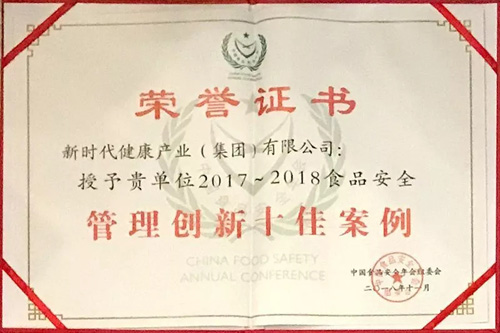 荣誉证书
新时代健康产业(集团)有限公司:
授予贵单位2017~2018食品安全
管理创新十佳案例
CHINA FOOD SAFETY
ANNUAL CONFERENCE
中国食品安全年会组委会
二〇一八年十一月